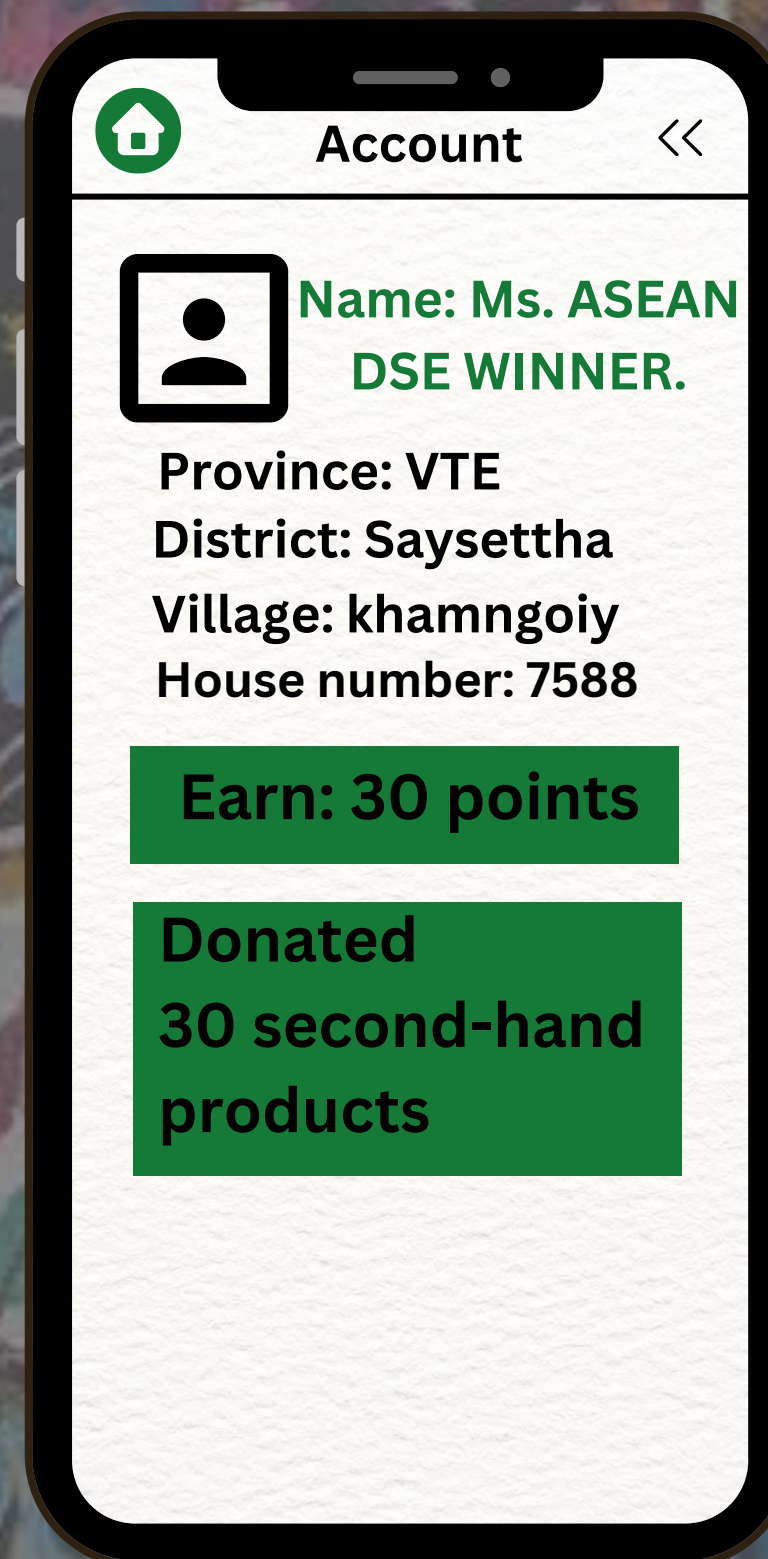 Account
Name: Ms. ASEAN
DSE WINNER.
Province: VTE
District: Saysettha
Village: khamngoiy
House number: 7588
Earn: 30 points
Donated
30 second-hand
products